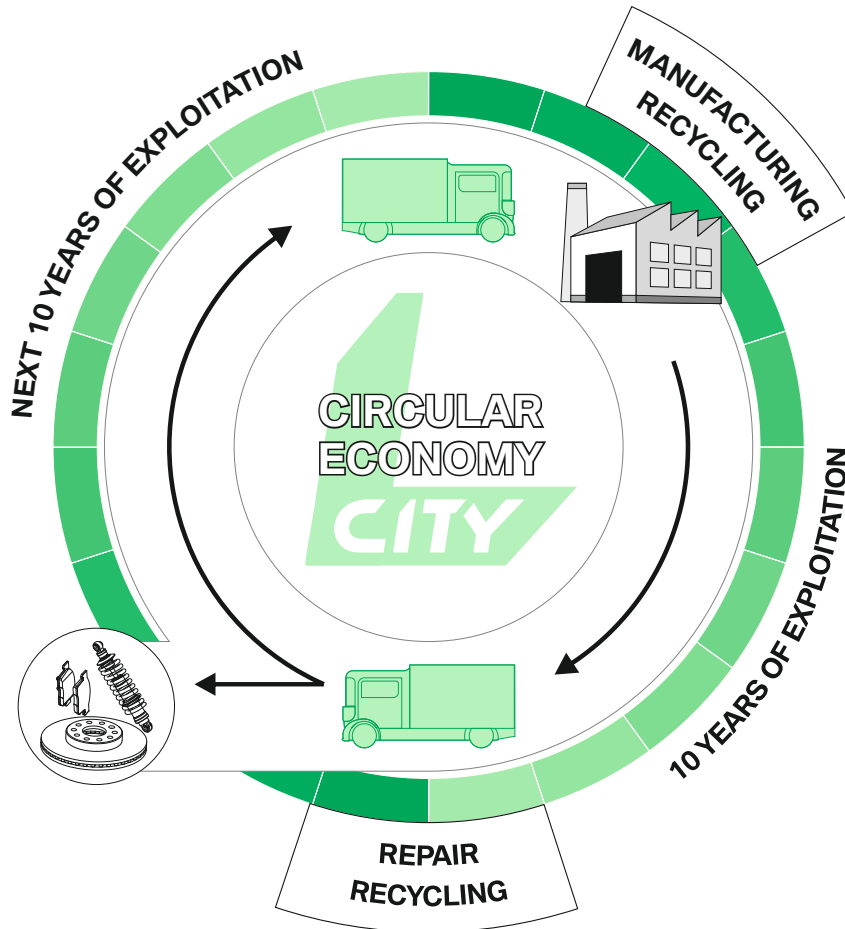 MANUFACTURING
RECYCLING
NEXT 10 YEARS OF EXPLOITATION
CIRCULAR
ECONOMY
CITY
10 YEARS OF EXPLOITATION
REPAIR
RECYCLING